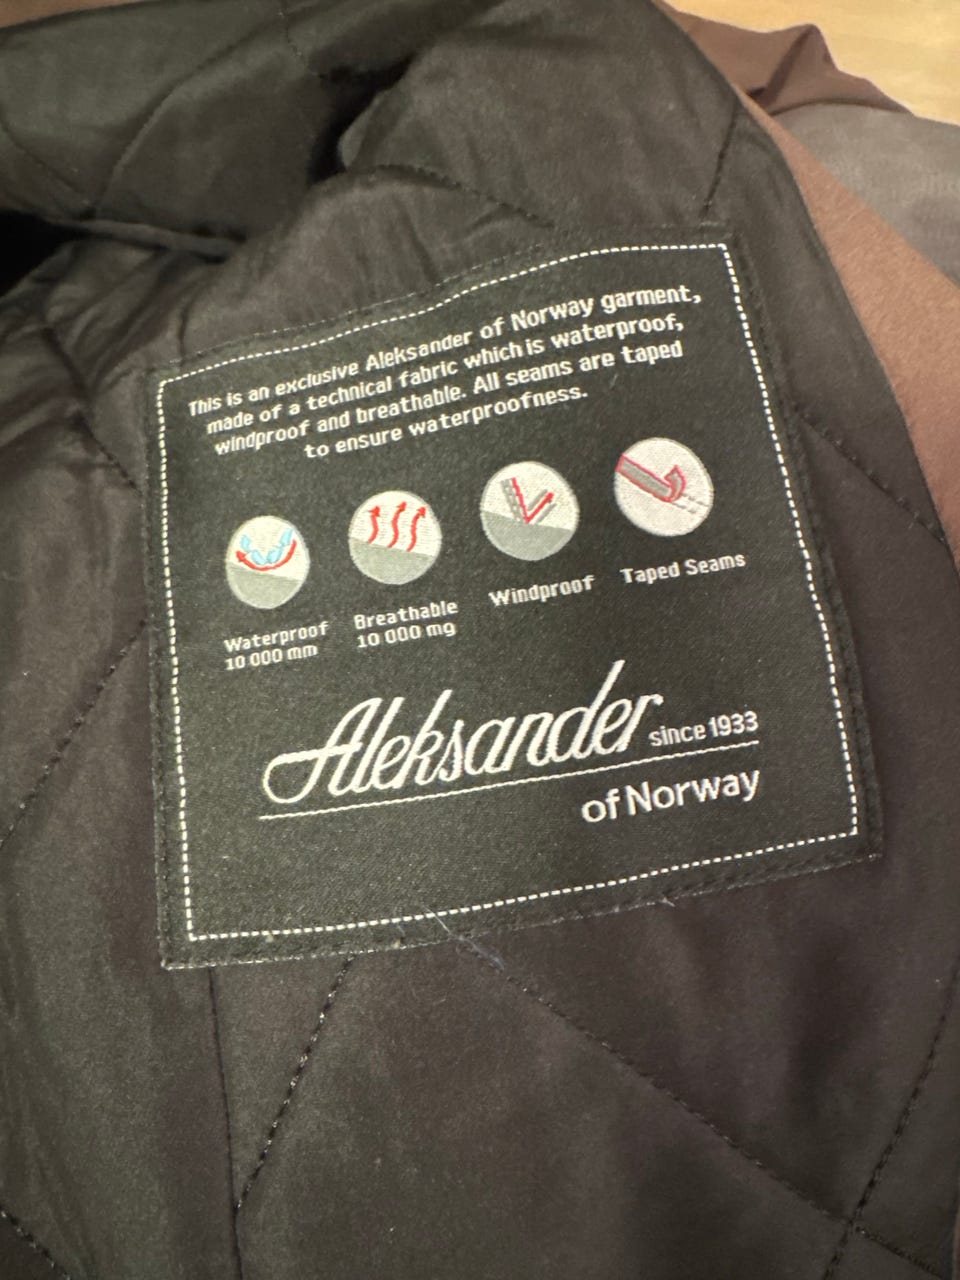 This is an exclusive Aleksander of Norway garment,
made of a technical fabric which is waterproof,
windproof and breathable. All seams are taped
to ensure waterproofness.
Waterproof
10 000 mm
Breathable
10 000 mg
Windproof
Taped Seams
Aleksander since 1933
of Norway